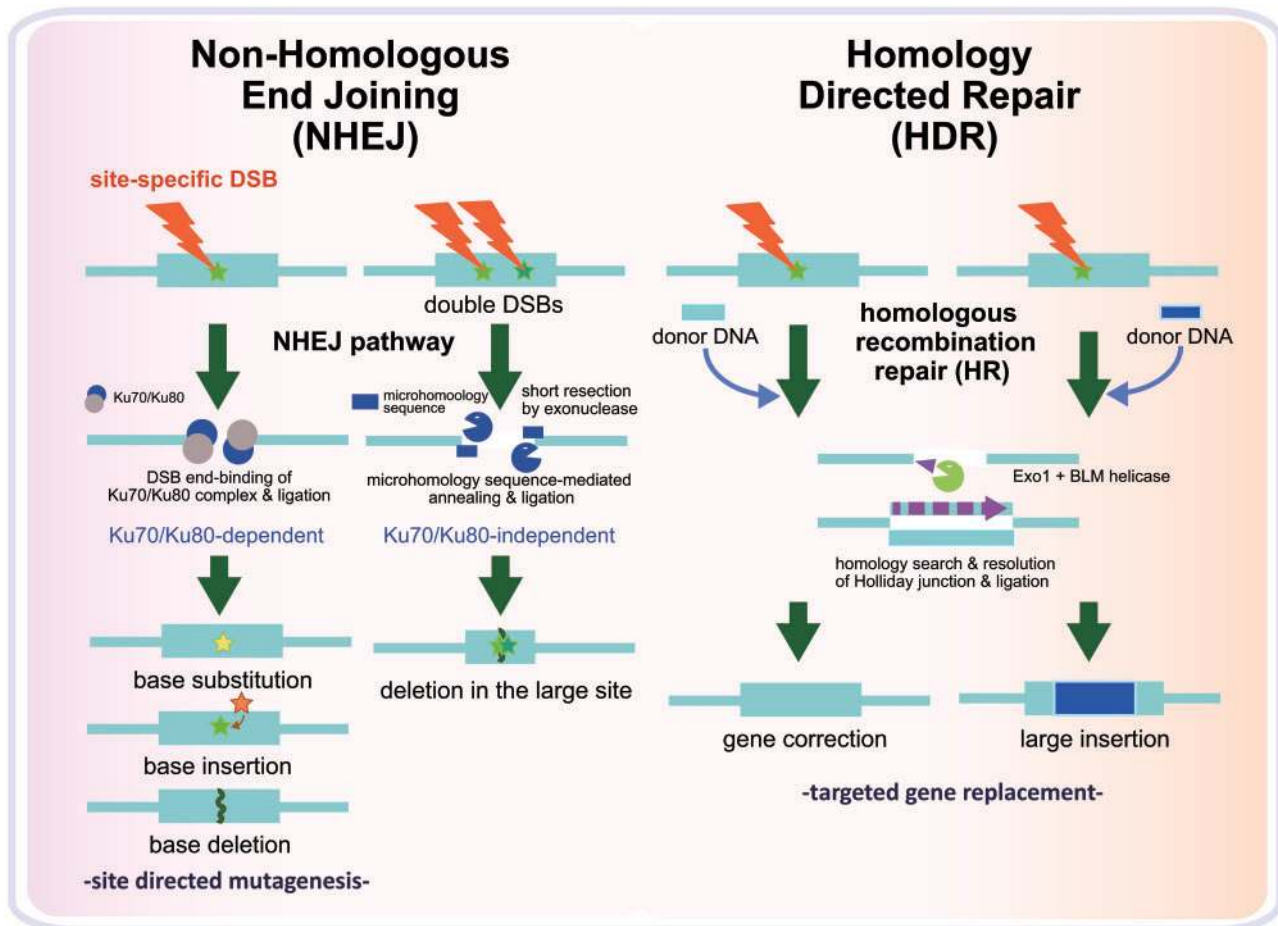 Non-Homologous
End Joining
(NHEJ)
site-specific DSB
double DSBs
NHEJ pathway
Ku70/Ku80
microhomoology
sequence
short resection
by exonuclease
DSB end-binding of
Ku70/Ku80 complex & ligation
microhomology sequence-mediated
annealing & ligation
Ku70/Ku80-dependent
Ku70/Ku80-independent
base substitution
deletion in the large site
base insertion
base deletion
-site directed mutagenesis-
Homology
Directed Repair
(HDR)
donor DNA
homologous
recombination
repair (HR)
donor DNA
Exo1 + BLM helicase
homology search & resolution
of Holliday junction & ligation
gene correction
large insertion
-targeted gene replacement-